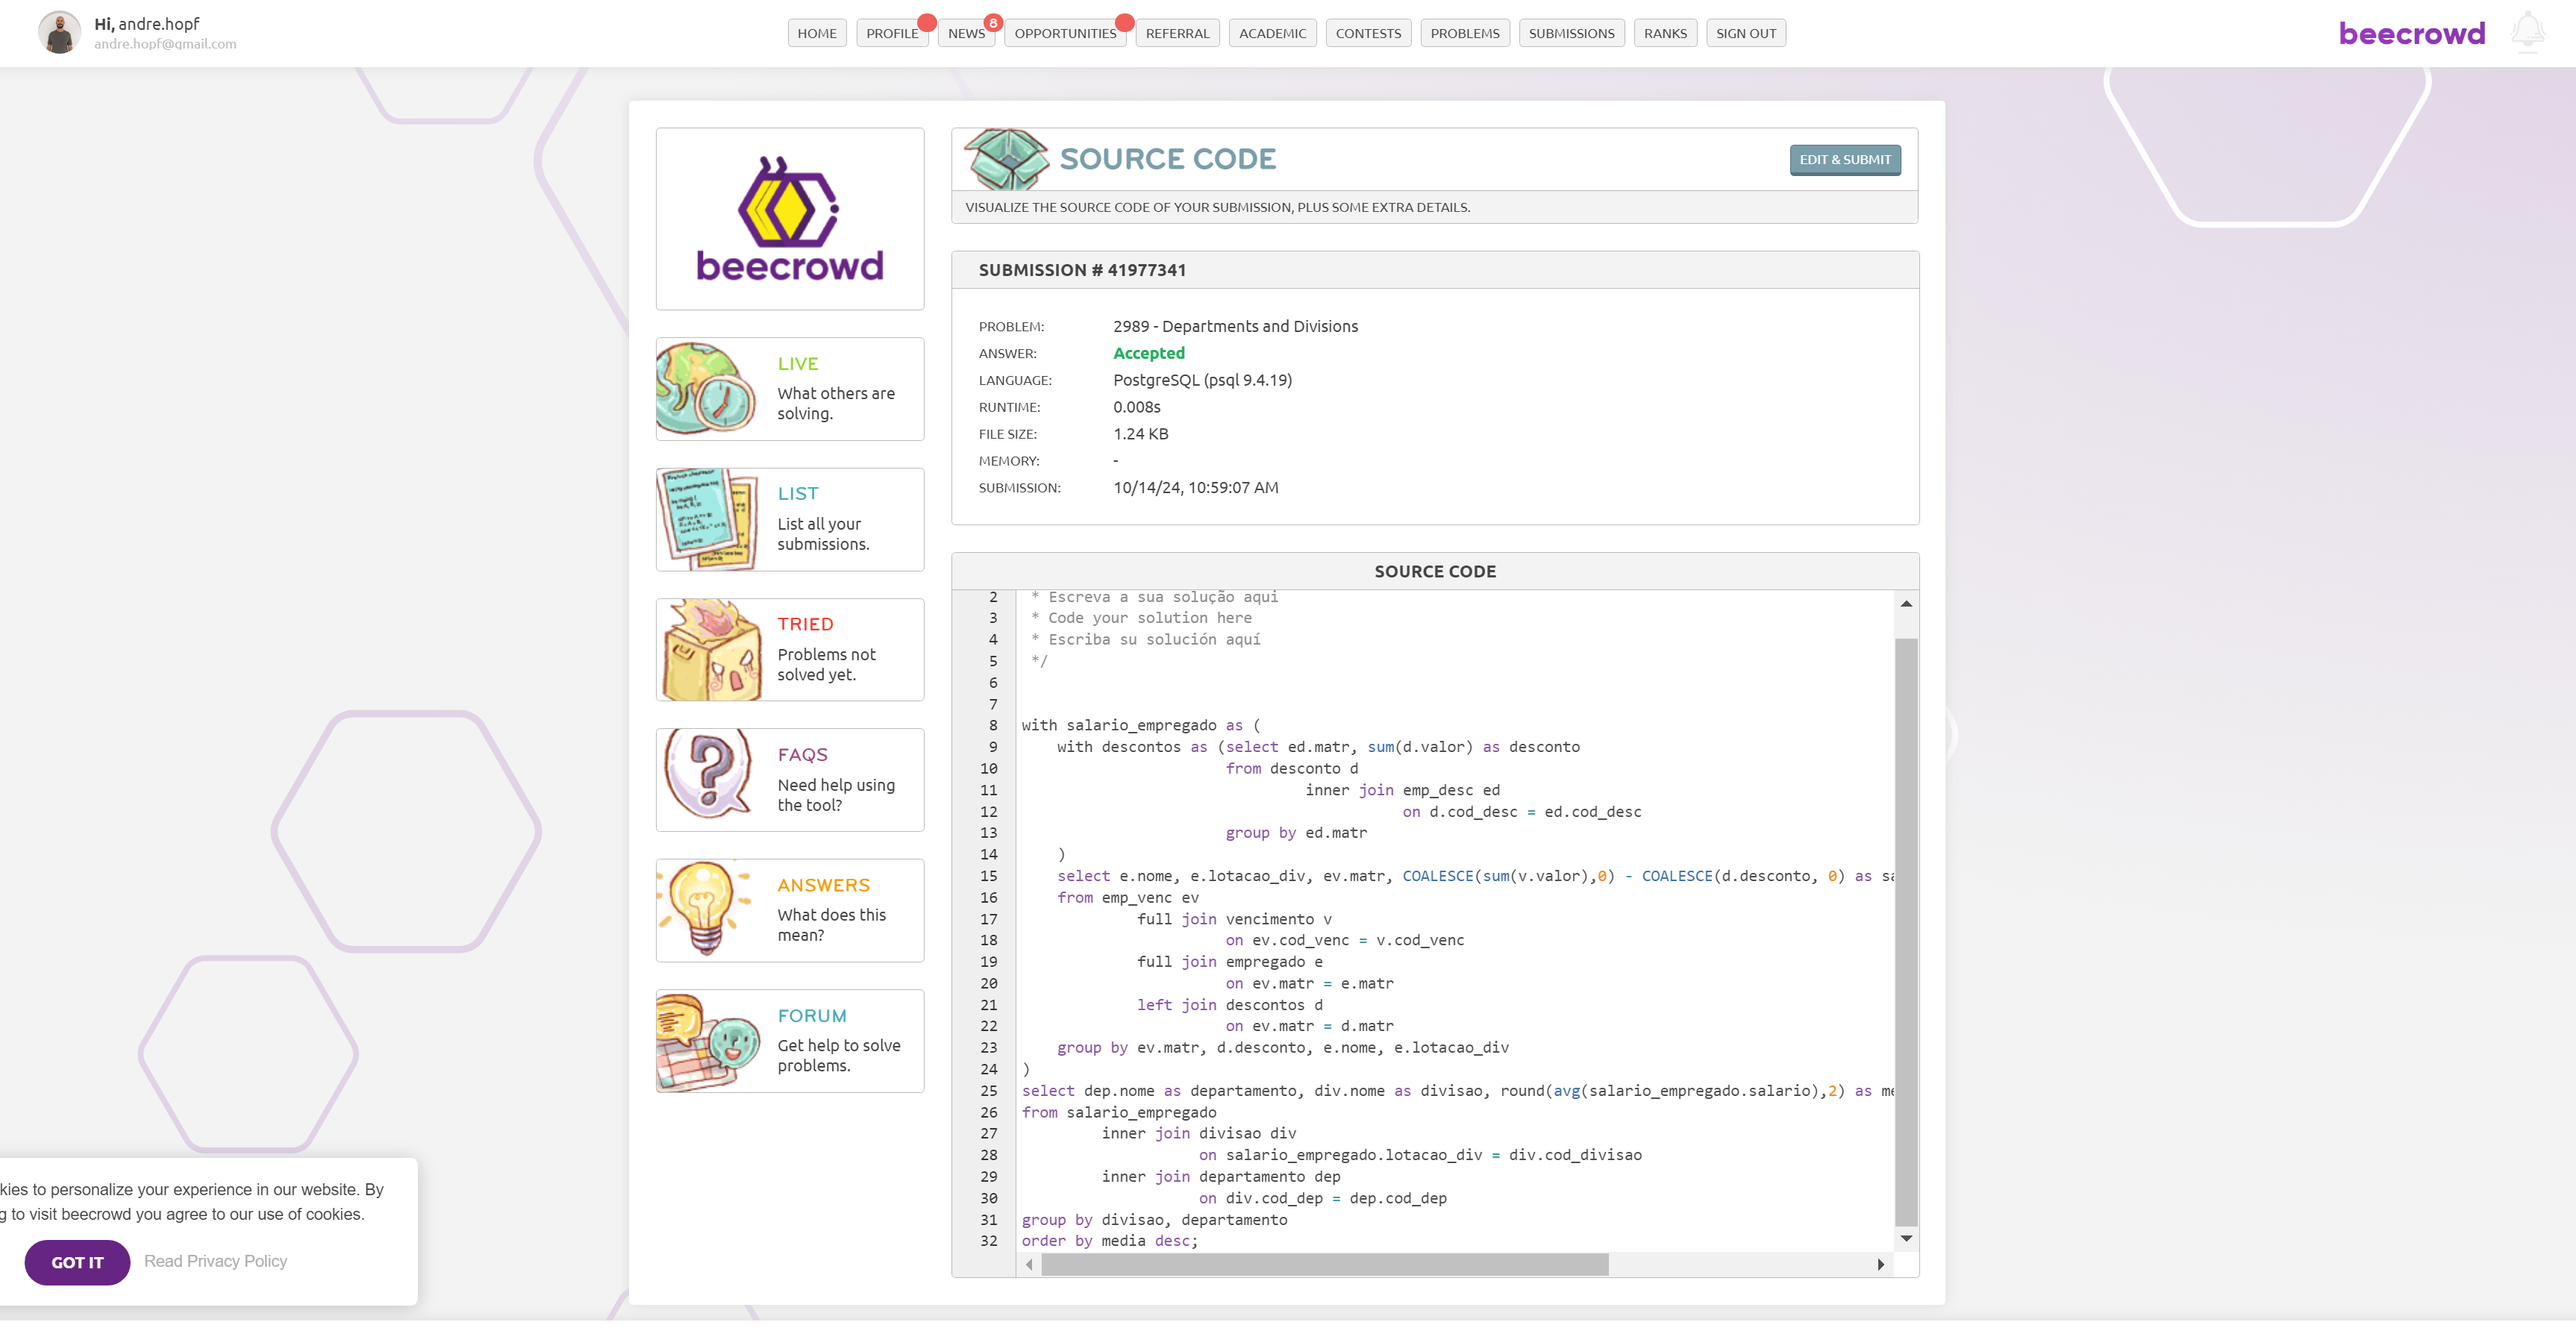 Hi, andre.hopf
andre.hopf@gmail.com
HOME
PROFILE
NEWS
8
OPPORTUNITIES
REFERRAL
ACADEMIC
CONTESTS
PROBLEMS
SUBMISSIONS
RANKS
SIGN OUT
beecrowd
beecrowd
LIVE
What others are
solving.
LIST
List all your
submissions.
TRIED
Problems not
solved yet.
FAQS
Need help using
the tool?
ANSWERS
What does this
mean?
FORUM
Get help to solve
problems.
SOURCE CODE
EDIT & SUBMIT
VISUALIZE THE SOURCE CODE OF YOUR SUBMISSION, PLUS SOME EXTRA DETAILS.
SUBMISSION # 41977341
PROBLEM: 2989 - Departments and Divisions
ANSWER: Accepted
LANGUAGE: PostgreSQL (psql 9.4.19)
RUNTIME: 0.008s
FILE SIZE: 1.24 KB
MEMORY: -
SUBMISSION: 10/14/24, 10:59:07 AM
SOURCE CODE
2 * Escreva a sua solução aqui
3 * Code your solution here
4 * Escriba su solución aquí
5 */
6
7
8 with salario_empregado as (
9 with descontos as (select ed.matr, sum(d.valor) as desconto
10 from desconto d
11 inner join emp_desc ed
12 on d.cod_desc = ed.cod_desc
13 group by ed.matr
14 )
15 select e.nome, e.lotacao_div, ev.matr, COALESCE(sum(v.valor),0) - COALESCE(d.desconto, 0) as sa
16 from emp_venc ev
17 full join vencimento v
18 on ev.cod_venc = v.cod_venc
19 full join empregado e
20 on ev.matr = e.matr
21 left join descontos d
22 on ev.matr = d.matr
23 group by ev.matr, d.desconto, e.nome, e.lotacao_div
24 )
25 select dep.nome as departamento, div.nome as divisao, round(avg(salario_empregado.salario),2) as me
26 from salario_empregado
27 inner join divisao div
28 on salario_empregado.lotacao_div = div.cod_divisao
29 inner join departamento dep
30 on div.cod_dep = dep.cod_dep
31 group by divisao, departamento
32 order by media desc;
kies to personalize your experience in our website. By
g to visit beecrowd you agree to our use of cookies.
GOT IT
Read Privacy Policy